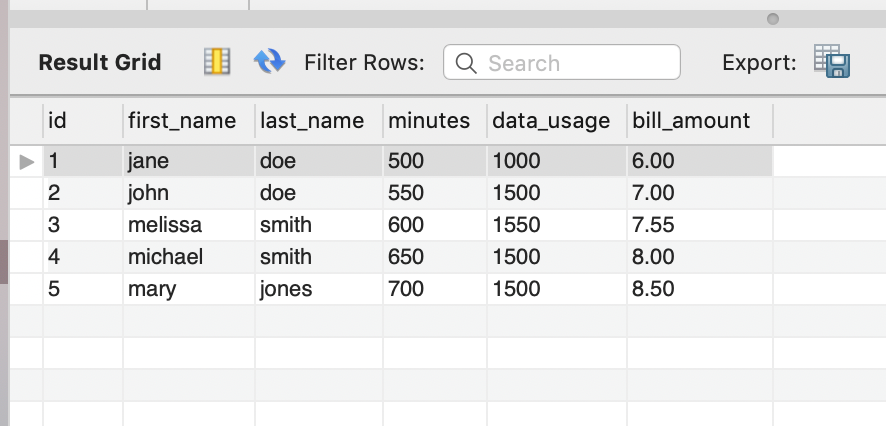 Result Grid Filter Rows: Search Export:
id first_name last_name minutes data_usage bill_amount
1 jane doe 500 1000 6.00
2 john doe 550 1500 7.00
3 melissa smith 600 1550 7.55
4 michael smith 650 1500 8.00
5 mary jones 700 1500 8.50